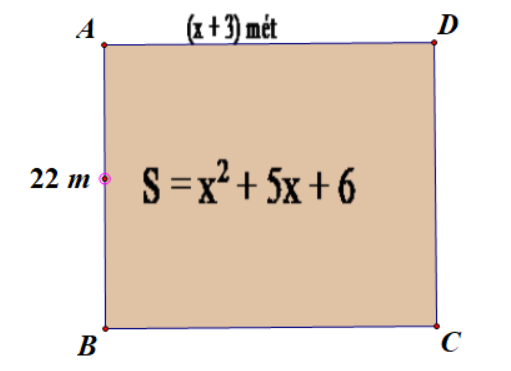 A (x + 3) mét D
22 m
S = x² + 5x + 6
B C